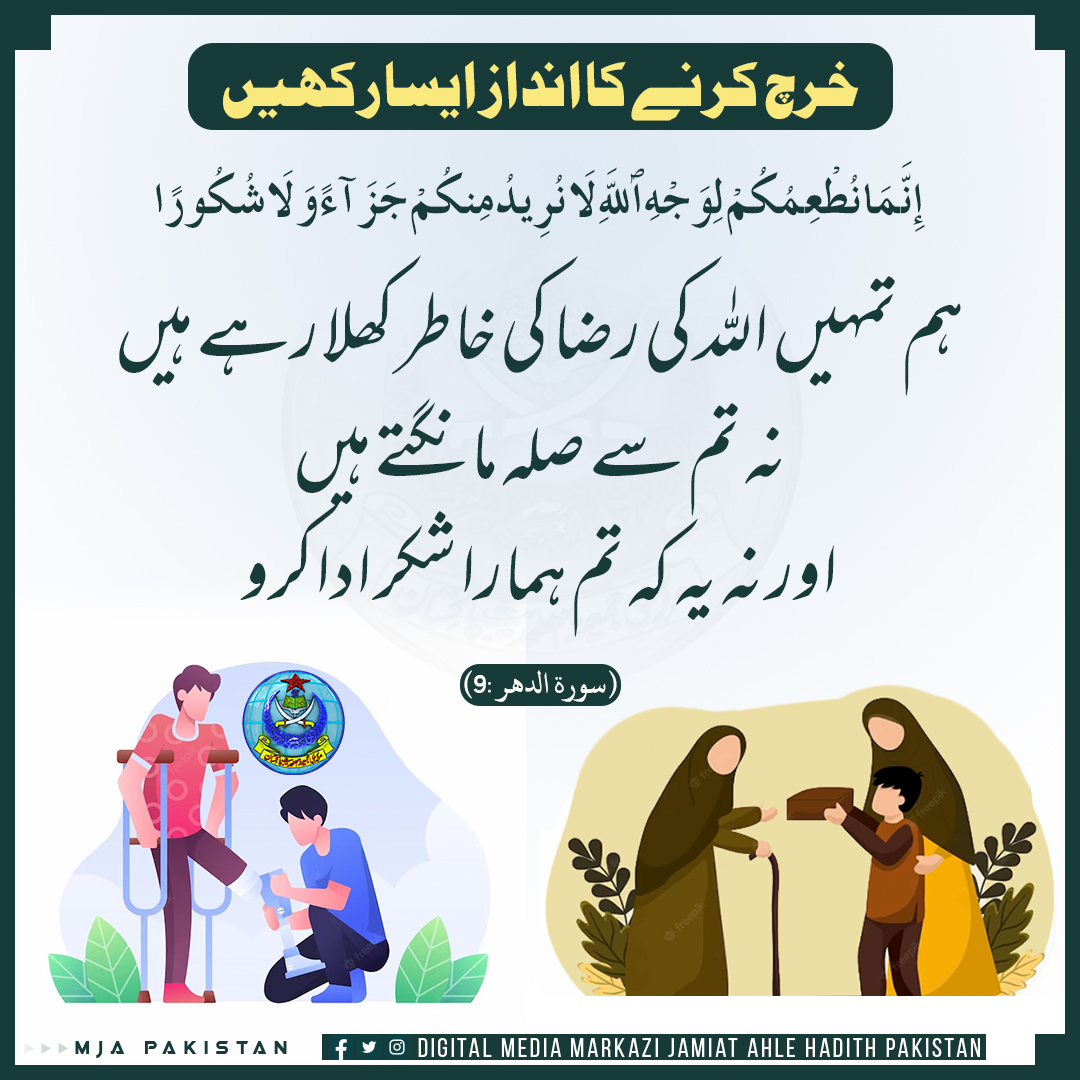 خرچ کرنے کا انداز ایسا رکھیں
إِنَّمَا نُطْعِمُكُمْ لِوَجْهِ ٱللَّهِ لَا نُرِيدُ مِنكُمْ جَزَآءً وَلَا شُكُورًا
ہم تمہیں اللہ کی رضا کی خاطر کھلا رہے ہیں
نہ تم سے صلہ مانگتے ہیں
اور نہ یہ کہ تم ہمارا شکر ادا کرو
(سورۃ الدھر :9)
MJA PAKISTAN
DIGITAL MEDIA MARKAZI JAMIAT AHLE HADITH PAKISTAN